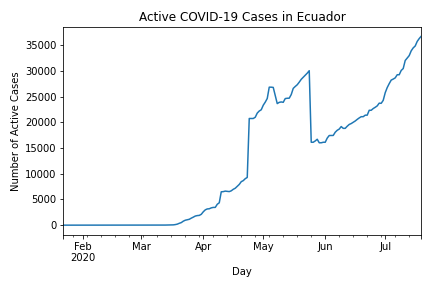 Active COVID-19 Cases in Ecuador
Number of Active Cases
35000
30000
25000
20000
15000
10000
5000
0
Feb
2020
Mar
Apr
May
Jun
Jul
Day